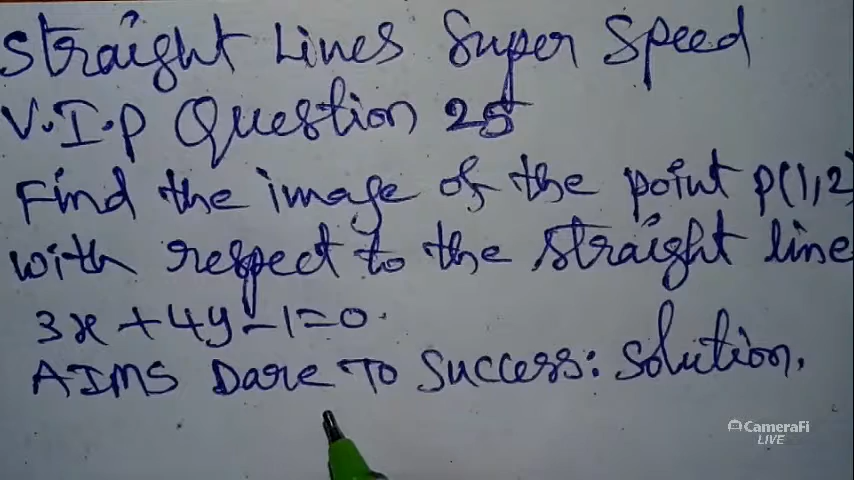 Straight Lines Super Speed
V.I.P Question 25
Find the image of the point P(1,2)
with respect to the straight line
3x + 4y - 1 = 0.
AIMS Dare To Success: Solution.
CameraFi
LIVE